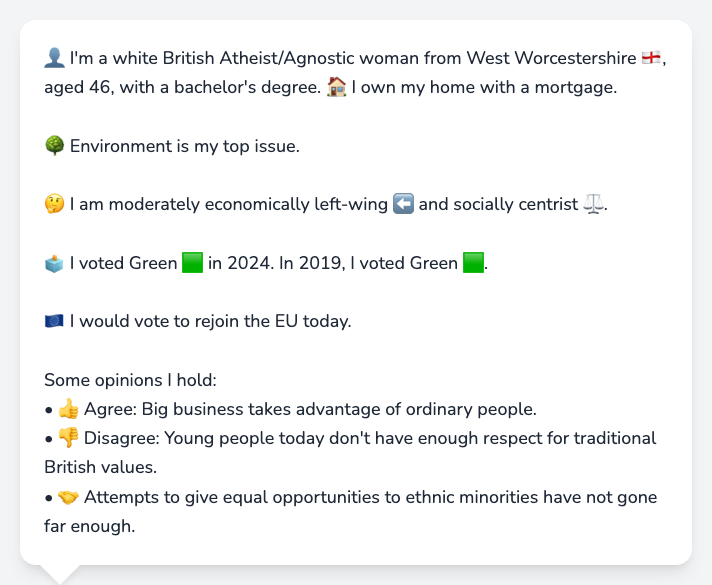 👤 I'm a white British Atheist/Agnostic woman from West Worcestershire 🏴󠁧󠁢󠁥󠁮󠁧󠁿,
aged 46, with a bachelor's degree. 🏠 I own my home with a mortgage.
🌳 Environment is my top issue.
🤔 I am moderately economically left-wing ⬅️ and socially centrist ⚖️.
🗳️ I voted Green 🟩 in 2024. In 2019, I voted Green 🟩.
🇪🇺 I would vote to rejoin the EU today.
Some opinions I hold:
• 👍 Agree: Big business takes advantage of ordinary people.
• 👎 Disagree: Young people today don't have enough respect for traditional
British values.
• 🤝 Attempts to give equal opportunities to ethnic minorities have not gone
far enough.